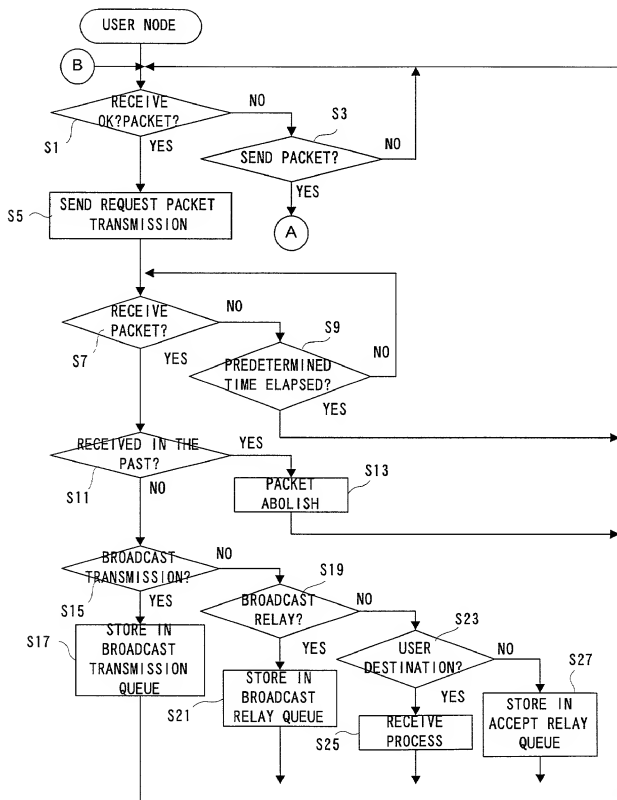 USER NODE
B
RECEIVE
OK?PACKET?
NO
S1
YES
S3
SEND PACKET?
NO
YES
A
S5
SEND REQUEST PACKET
TRANSMISSION
RECEIVE
PACKET?
NO
S7
YES
S9
PREDETERMINED
TIME ELAPSED?
NO
YES
RECEIVED IN THE
PAST?
YES
S11
NO
PACKET
ABOLISH
S13
BROADCAST
TRANSMISSION?
NO
S15
YES
S17
STORE IN
BROADCAST
TRANSMISSION
QUEUE
S19
BROADCAST
RELAY?
NO
YES
S21
STORE IN
BROADCAST
RELAY QUEUE
S23
USER
DESTINATION?
NO
YES
S25
RECEIVE
PROCESS
S27
STORE IN
ACCEPT RELAY
QUEUE